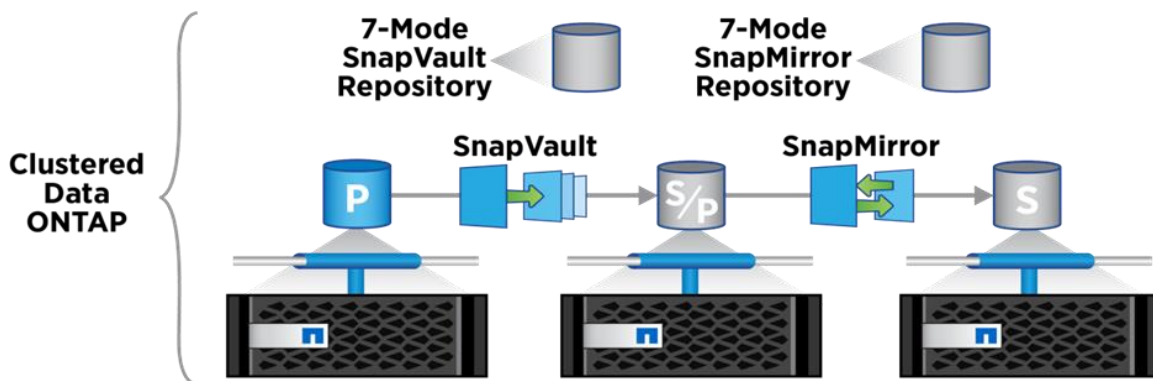 7-Mode
SnapVault
Repository
7-Mode
SnapMirror
Repository
Clustered
Data
ONTAP
SnapVault
SnapMirror
P
S/P
S